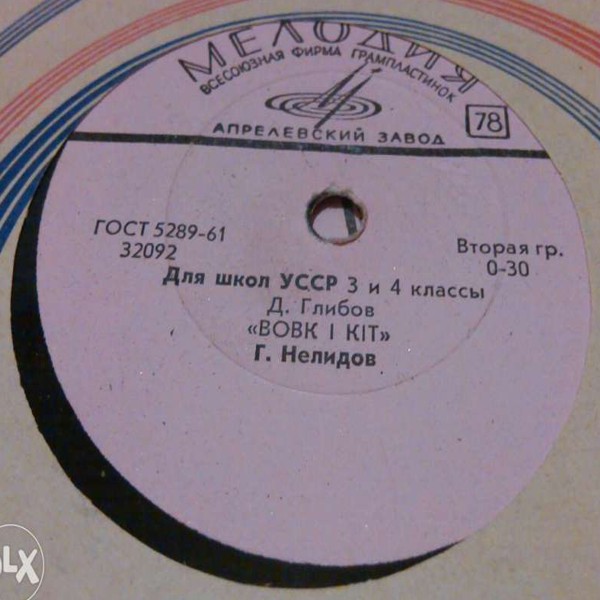 МЕЛОДИЯ
ВСЕСОЮЗНАЯ ФИРМА ГРАМПЛАСТИНОК
78
АПРЕЛЕВСКИЙ ЗАВОД
ГОСТ 5289-61
32092
Вторая гр.
0-30
Для школ УССР 3 и 4 классы
Д. Глибов
«ВОВК І КІТ»
Г. Нелидов
OLX